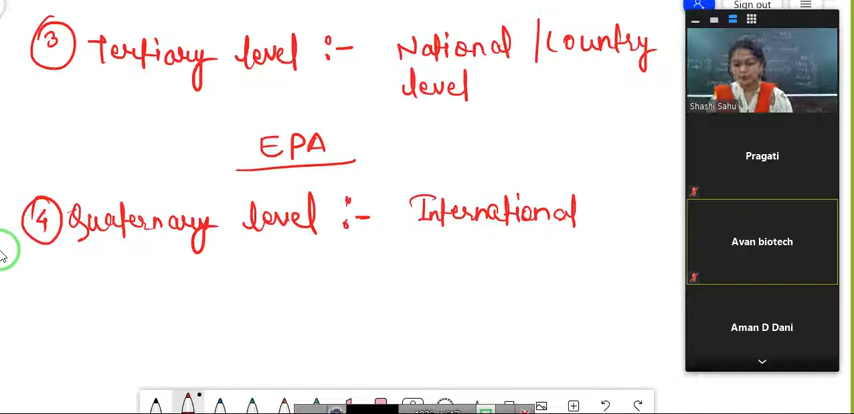 Sign out
③ Tertiary level :- National / Country
level
EPA
④ Quaternary level :- International
Shashi Sahu
Pragati
Avan biotech
Aman D Dani